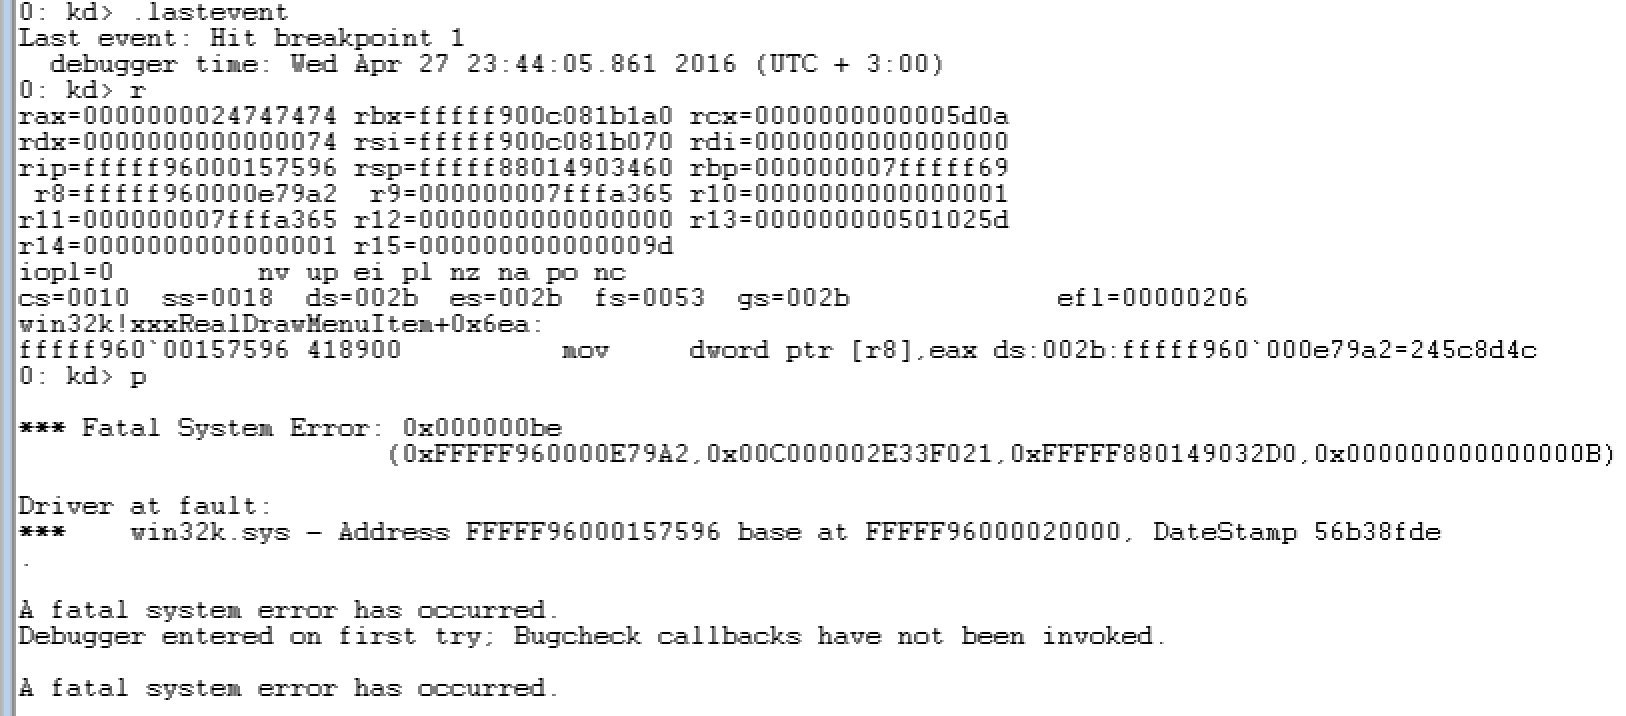 0: kd> .lastevent
Last event: Hit breakpoint 1
  debugger time: Wed Apr 27 23:44:05.861 2016 (UTC + 3:00)
0: kd> r
rax=0000000024747474 rbx=fffff900c081b1a0 rcx=0000000000005d0a
rdx=0000000000000074 rsi=fffff900c081b070 rdi=0000000000000000
rip=fffff96000157596 rsp=fffff88014903460 rbp=000000007fffff69
 r8=fffff960000e79a2  r9=000000007fffa365 r10=0000000000000001
r11=000000007fffa365 r12=0000000000000000 r13=000000000501025d
r14=0000000000000001 r15=000000000000009d
iopl=0         nv up ei pl nz na po nc
cs=0010  ss=0018  ds=002b  es=002b  fs=0053  gs=002b             efl=00000206
win32k!xxxRealDrawMenuItem+0x6ea:
fffff960`00157596 418900          mov     dword ptr [r8],eax ds:002b:fffff960`000e79a2=245c8d4c
0: kd> p
*** Fatal System Error: 0x000000be
                       (0xFFFFF960000E79A2,0x00C000002E33F021,0xFFFFF880149032D0,0x000000000000000B)
Driver at fault:
***    win32k.sys - Address FFFFF96000157596 base at FFFFF96000020000, DateStamp 56b38fde
.
A fatal system error has occurred.
Debugger entered on first try; Bugcheck callbacks have not been invoked.
A fatal system error has occurred.